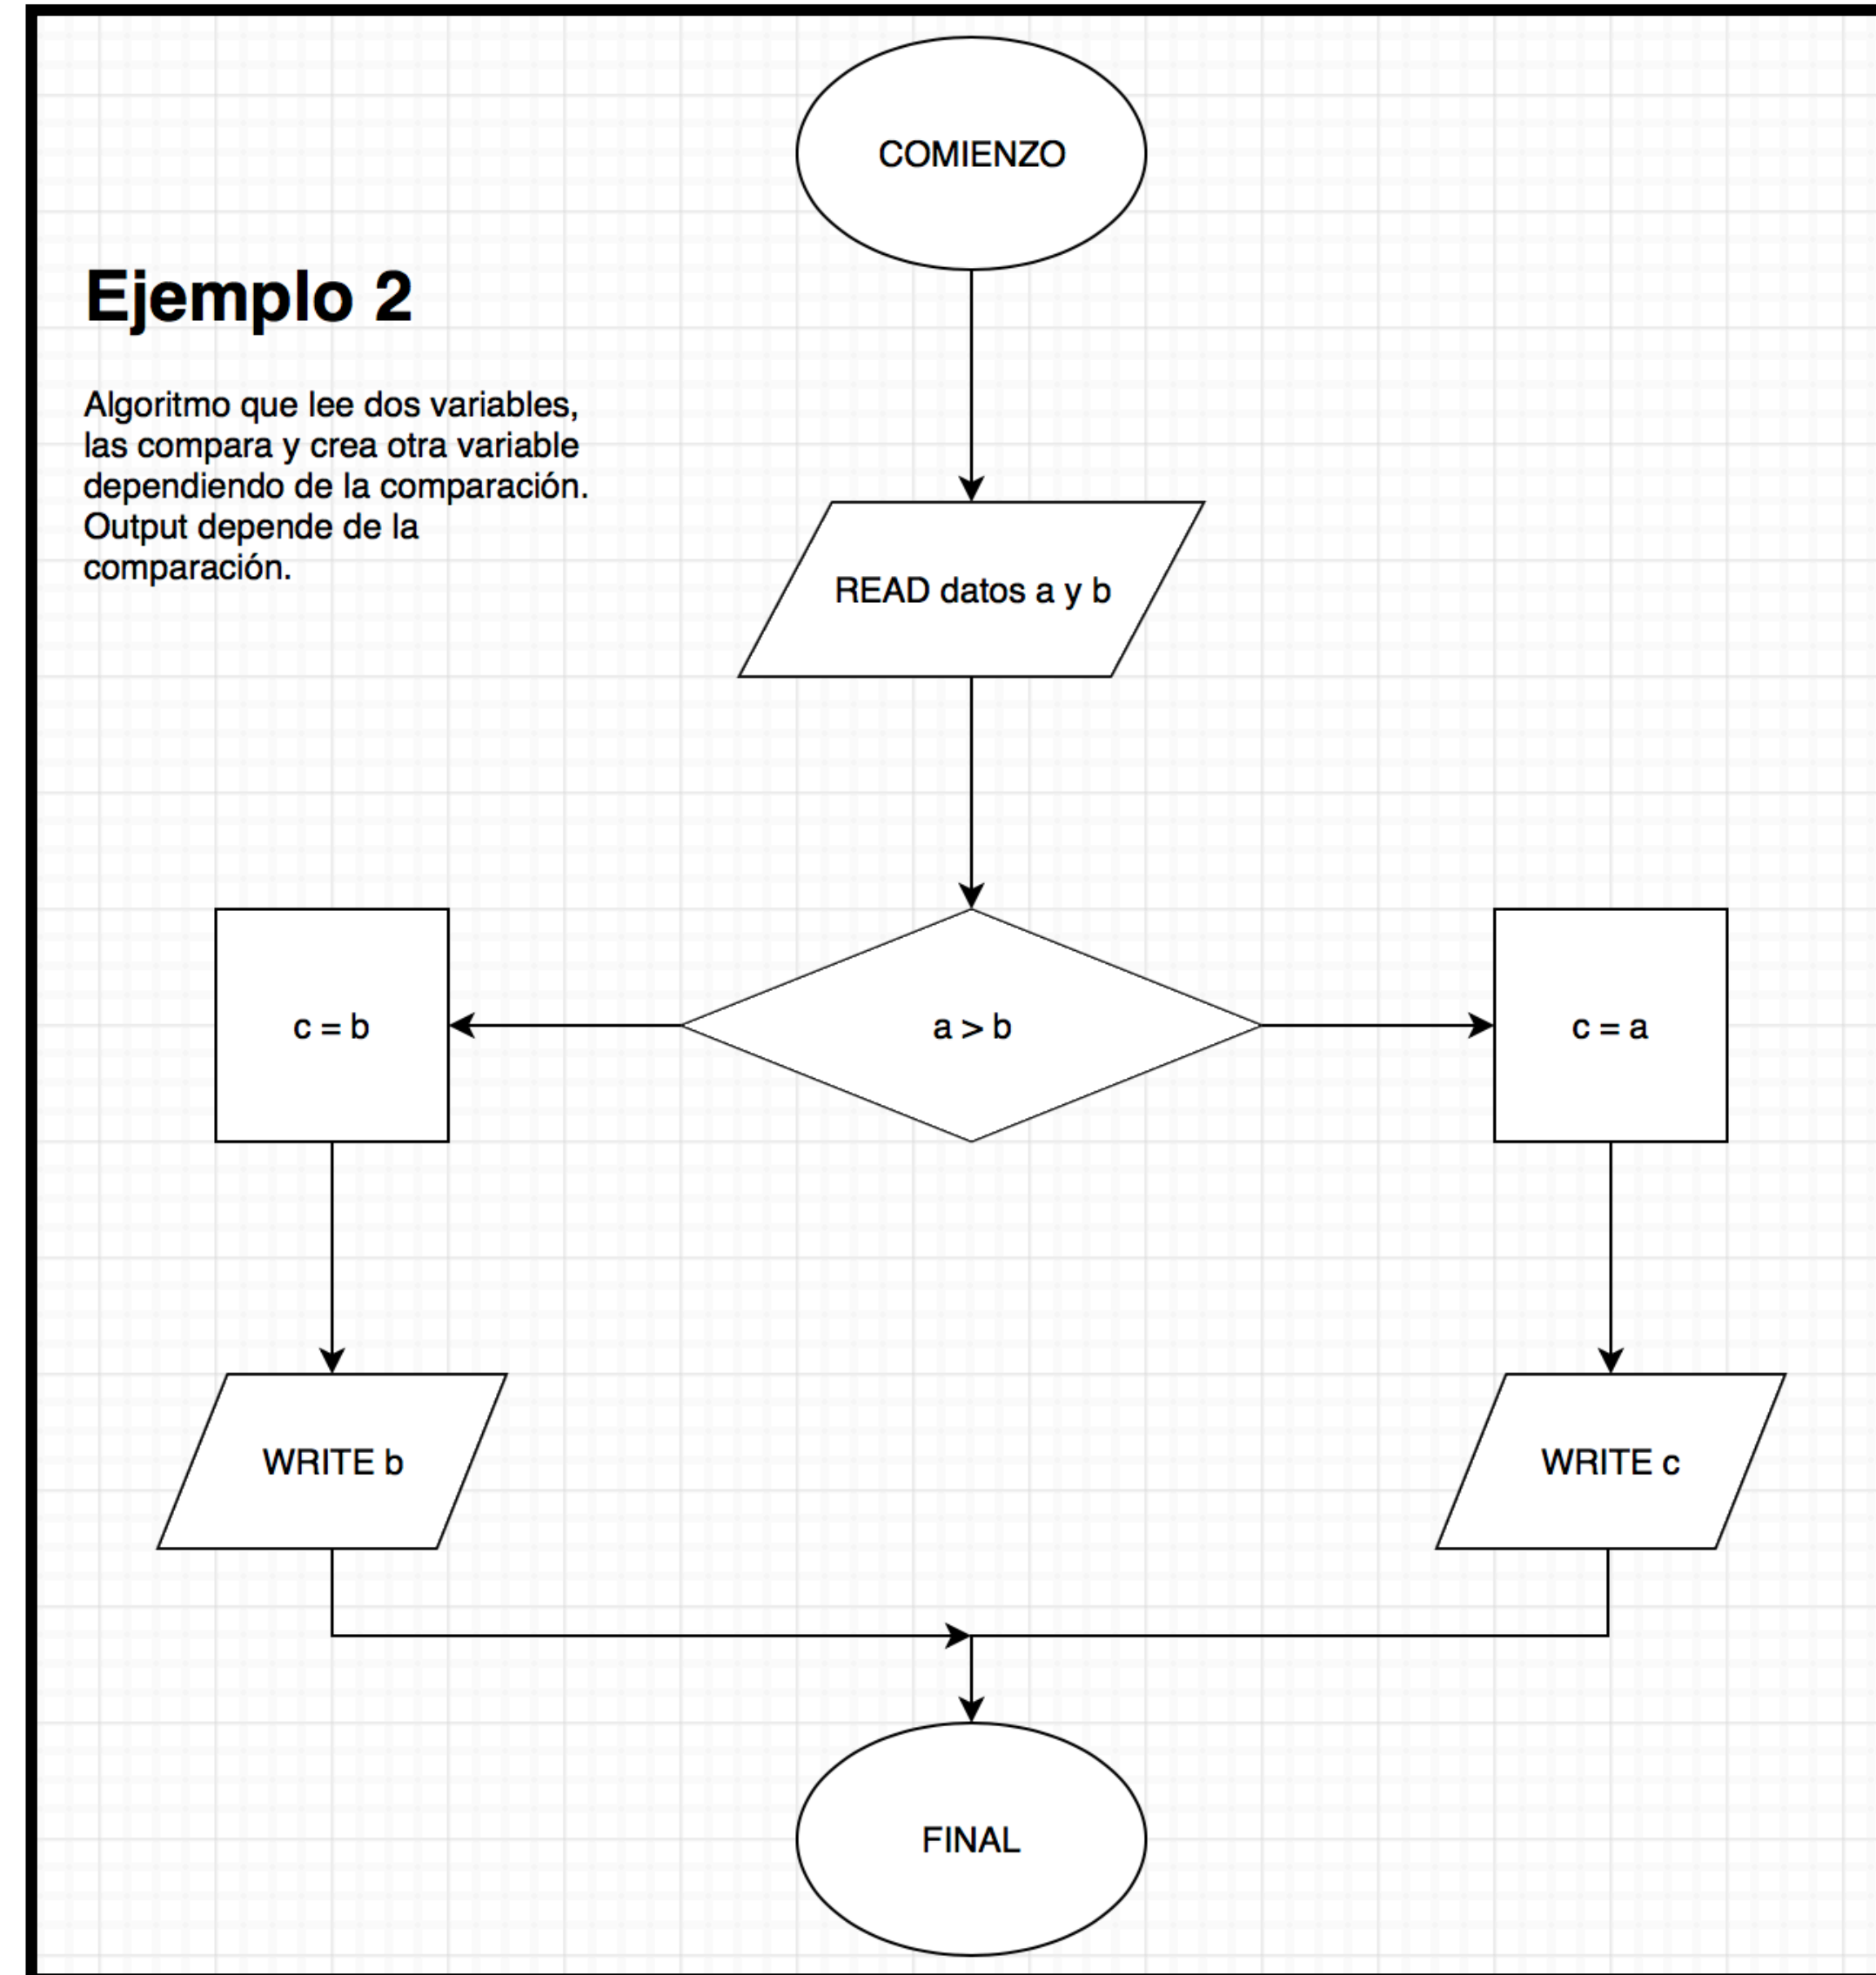 COMIENZO
Ejemplo 2
Algoritmo que lee dos variables,
las compara y crea otra variable
dependiendo de la comparación.
Output depende de la
comparación.
READ datos a y b
c = b
a > b
c = a
WRITE b
WRITE c
FINAL